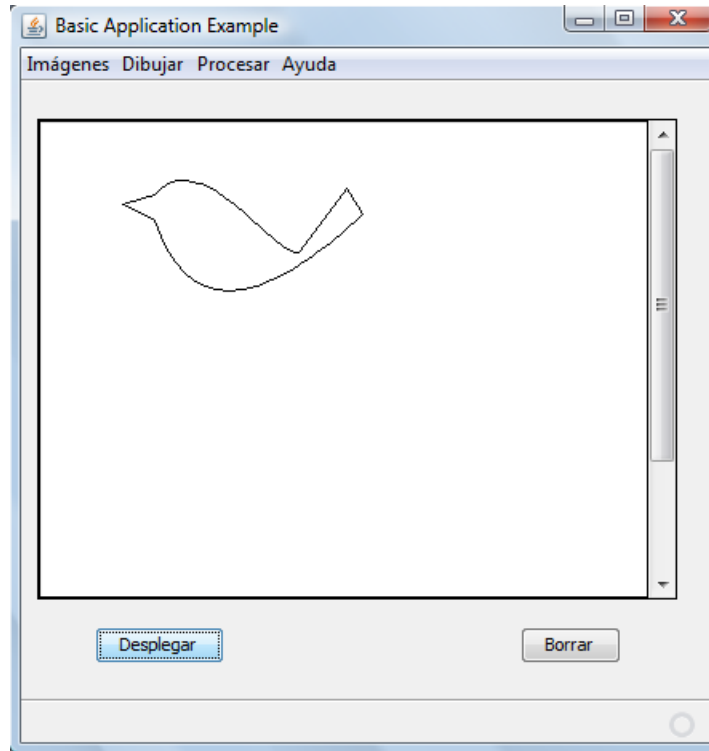 Basic Application Example
Imágenes Dibujar Procesar Ayuda
Desplegar Borrar